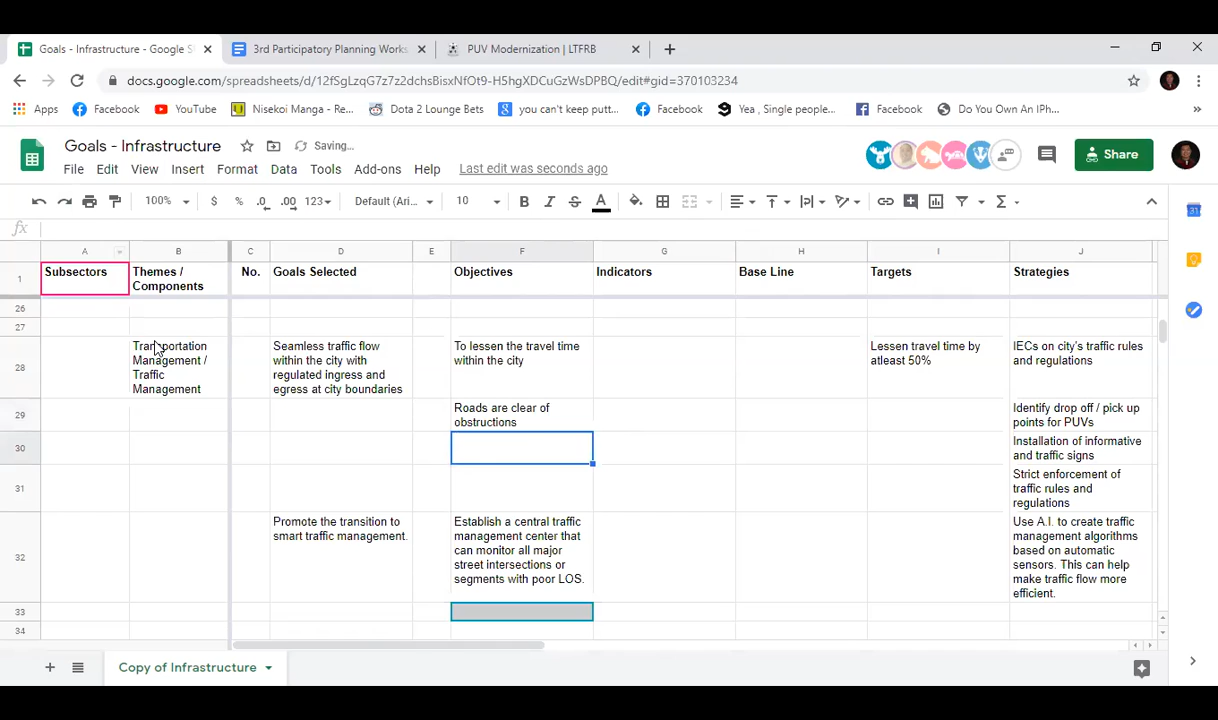 Goals - Infrastructure - Google S
3rd Participatory Planning Works
PUV Modernization | LTFRB
docs.google.com/spreadsheets/d/12fSgLzqG7z7z2dchsBisxNfOt9-H5hgXDCuGzWsDPBQ/edit#gid=370103234
Apps
Facebook
YouTube
Nisekoi Manga - Re...
Dota 2 Lounge Bets
you can't keep putt...
Facebook
Yea , Single people...
Facebook
Do You Own An IPh...
Goals - Infrastructure
Saving...
File Edit View Insert Format Data Tools Add-ons Help
Last edit was seconds ago
Share
100%
$ % .0 .00 123
Default (Ari...
10
B I S A
fx
A B C D E F G H I J
1
Subsectors
Themes /
Components
No.
Goals Selected
Objectives
Indicators
Base Line
Targets
Strategies
26
27
28
Transportation
Management /
Traffic
Management
Seamless traffic flow
within the city with
regulated ingress and
egress at city boundaries
To lessen the travel time
within the city
Lessen travel time by
atleast 50%
IECs on city's traffic rules
and regulations
29
Roads are clear of
obstructions
Identify drop off / pick up
points for PUVs
30
Installation of informative
and traffic signs
31
Strict enforcement of
traffic rules and
regulations
32
Promote the transition to
smart traffic management.
Establish a central traffic
management center that
can monitor all major
street intersections or
segments with poor LOS.
Use A.I. to create traffic
management algorithms
based on automatic
sensors. This can help
make traffic flow more
efficient.
33
34
Copy of Infrastructure